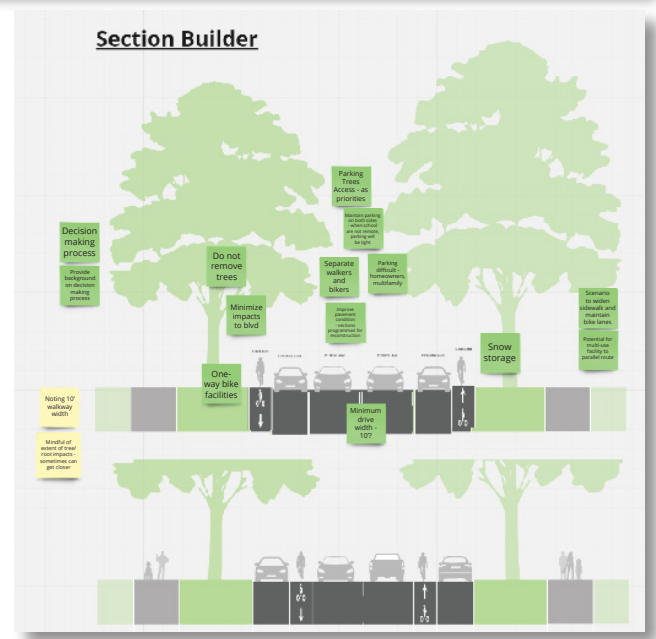 Section Builder
Parking
Trees
Access - as
priorities
Maintain parking
on both sides
- when school
are not remote,
parking will
be tight
Decision
making
process
Provide
background
on decision
making
process
Do not
remove
trees
Separate
walkers
and
bikers
Parking
difficult -
homeowners,
multifamily
Minimize
impacts
to blvd
Improve
pavement
condition
- sections
programmed for
reconstruction
Scenario
to widen
sidewalk and
maintain
bike lanes
Potential for
multi-use
facility to
parallel route
Snow
storage
One-
way bike
facilities
Noting 10'
walkway
width
Minimum
drive
width -
10'?
Mindful of
extent of tree/
root impacts -
sometimes can
get closer